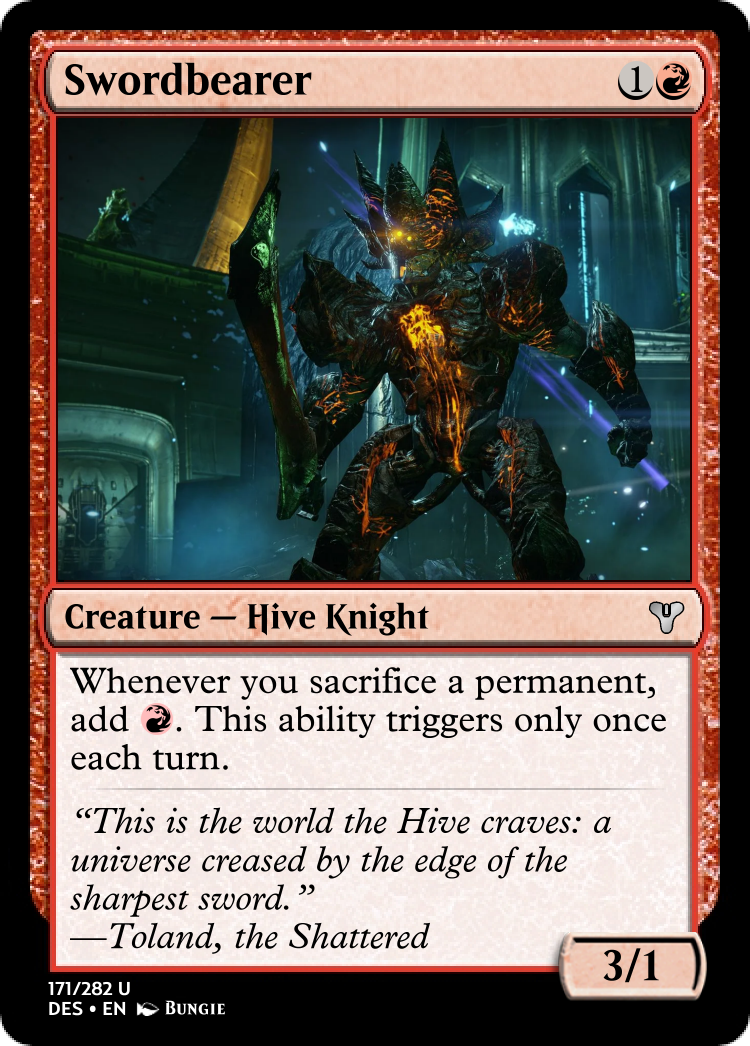 Swordbearer 1
Creature — Hive Knight
Whenever you sacrifice a permanent,
add . This ability triggers only once
each turn.
“This is the world the Hive craves: a
universe creased by the edge of the
sharpest sword.”
—Toland, the Shattered
3/1
171/282 U
DES • EN Bungie